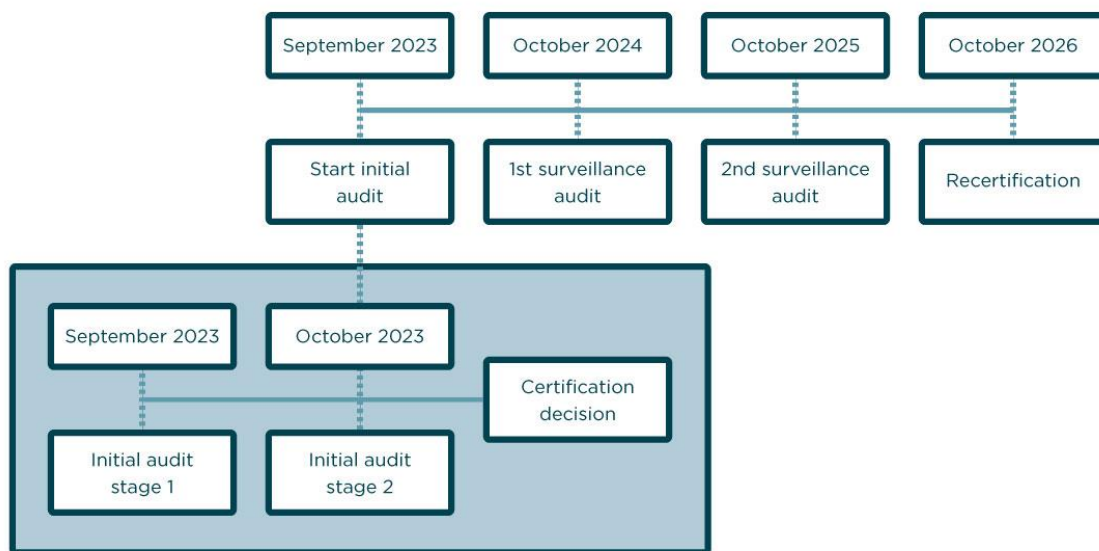 September 2023
October 2024
October 2025
October 2026
Start initial
audit
1st surveillance
audit
2nd surveillance
audit
Recertification
September 2023
October 2023
Certification
decision
Initial audit
stage 1
Initial audit
stage 2